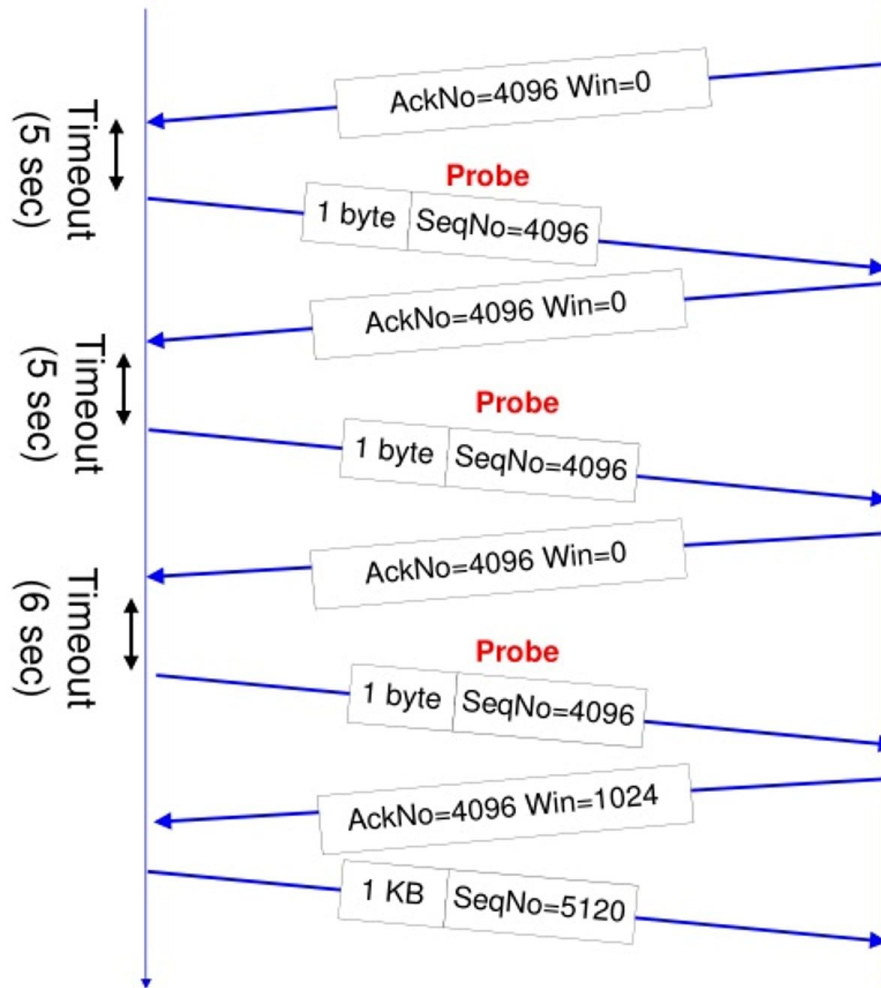 AckNo=4096 Win=0
Timeout
(5 sec)
Probe
1 byte SeqNo=4096
AckNo=4096 Win=0
Timeout
(5 sec)
Probe
1 byte SeqNo=4096
AckNo=4096 Win=0
Timeout
(6 sec)
Probe
1 byte SeqNo=4096
AckNo=4096 Win=1024
1 KB SeqNo=5120